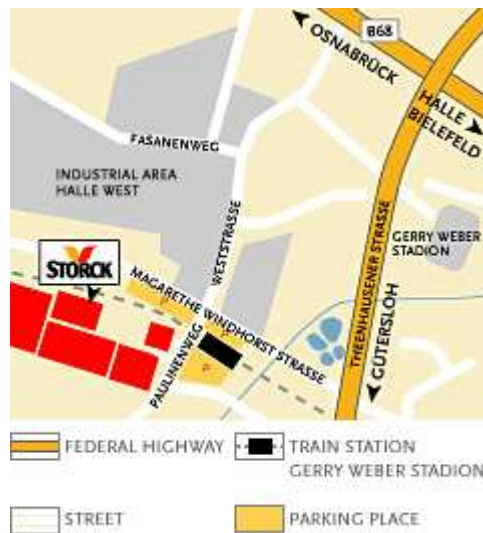 B68
OSNABRÜCK
HALLE
BIELEFELD
FASANENWEG
INDUSTRIAL AREA
HALLE WEST
WESTSTRASSE
GERRY WEBER
STADION
STORCK
MAGARETHE WINDHORST STRASSE
THEENHAUSENER STRASSE
GÜTERSLOH
PAULINENWEG
P
P
P
FEDERAL HIGHWAY
TRAIN STATION
GERRY WEBER STADION
STREET
PARKING PLACE